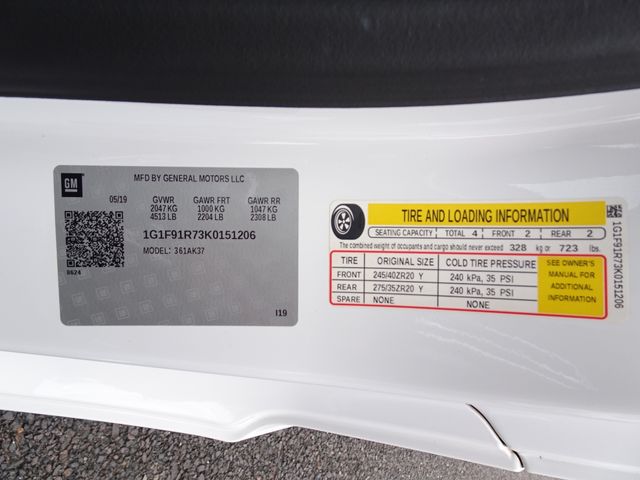 GM
MFD BY GENERAL MOTORS LLC
05/19 GVWR GAWR FRT GAWR RR
2047 KG 1000 KG 1047 KG
4513 LB 2204 LB 2308 LB
1G1F91R73K0151206
MODEL: 361AK37
8624
I19
TIRE AND LOADING INFORMATION
SEATING CAPACITY TOTAL 4 FRONT 2 REAR 2
The combined weight of occupants and cargo should never exceed 328 kg or 723 lbs.
TIRE ORIGINAL SIZE COLD TIRE PRESSURE
FRONT 245/40ZR20 Y 240 kPa, 35 PSI
REAR 275/35ZR20 Y 240 kPa, 35 PSI
SPARE NONE NONE
SEE OWNER'S
MANUAL FOR
ADDITIONAL
INFORMATION
1G1F91R73K0151206